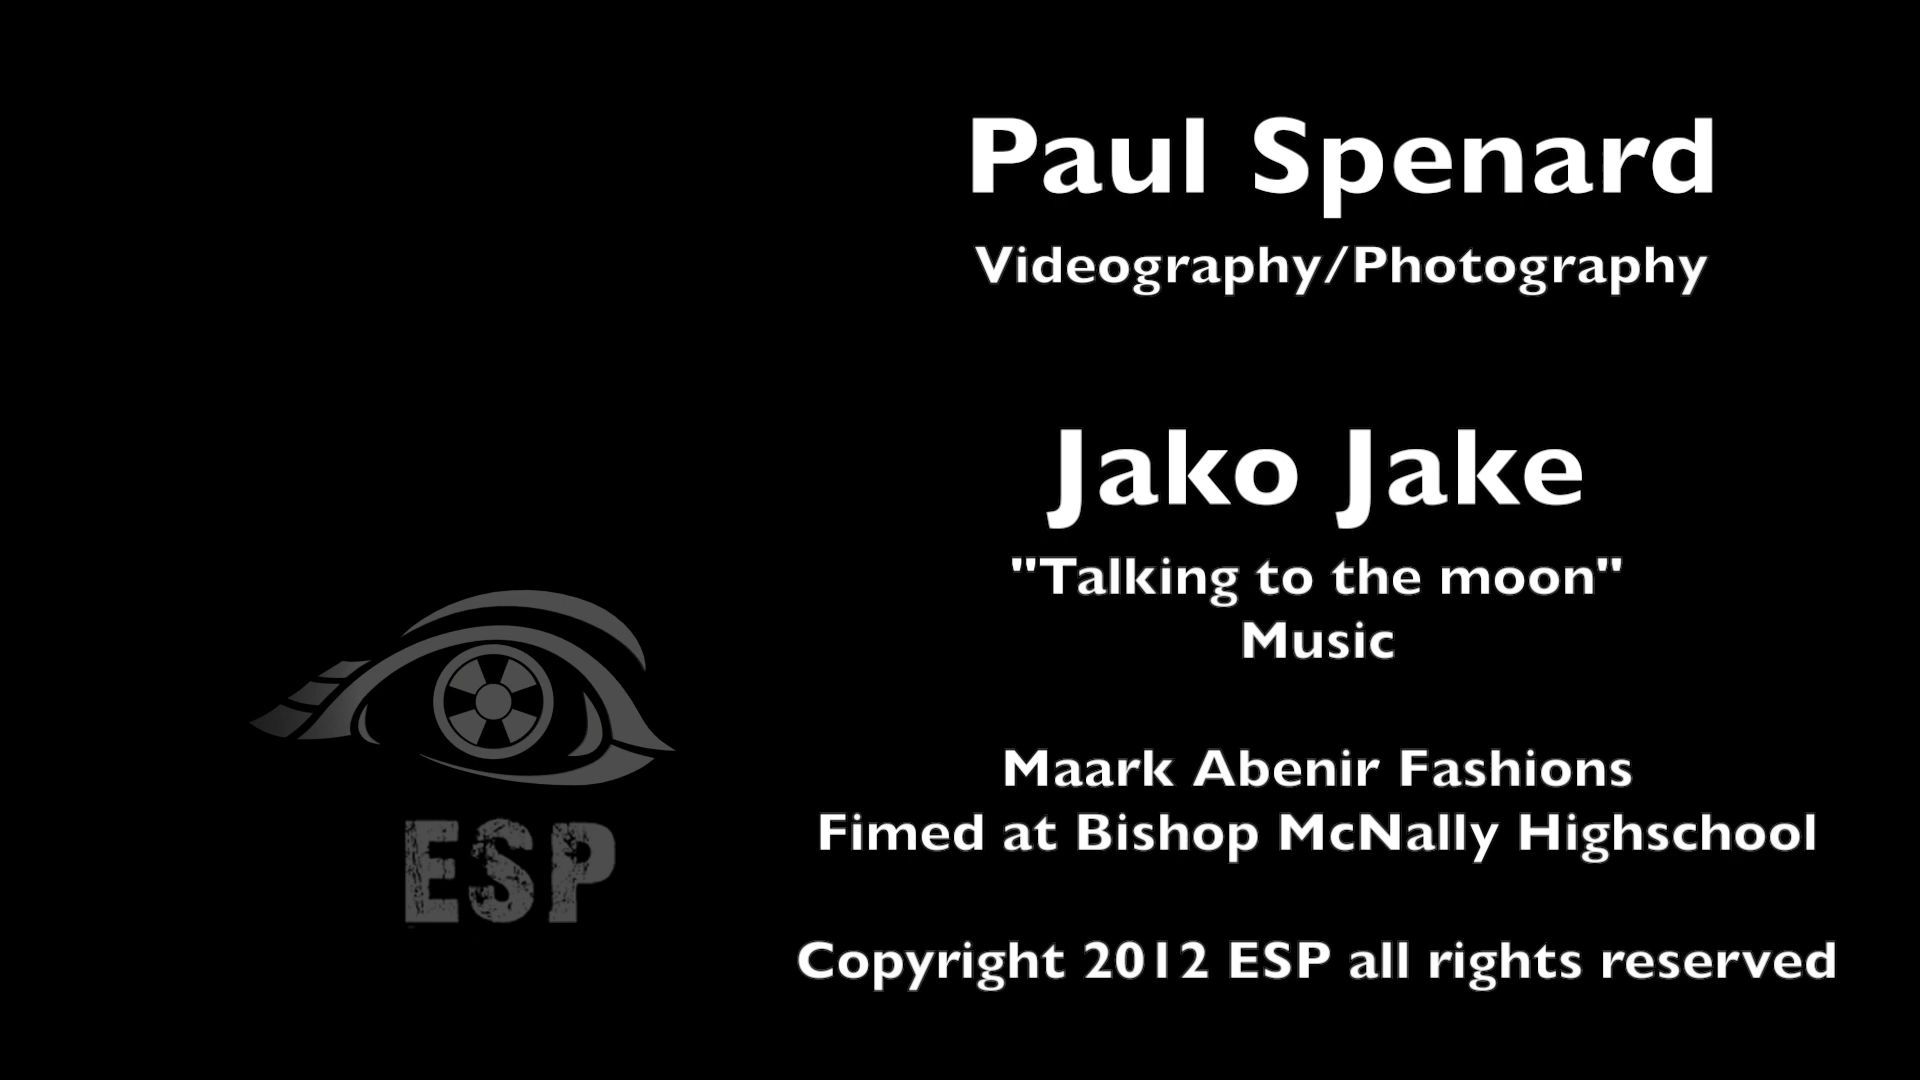 Paul Spenard
Videography/Photography
Jako Jake
"Talking to the moon"
Music
Maark Abenir Fashions
Fimed at Bishop McNally Highschool
Copyright 2012 ESP all rights reserved
ESP